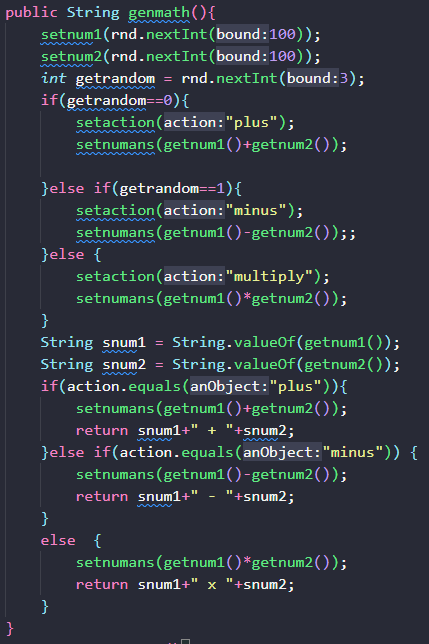 public String genmath(){
setnum1(rnd.nextInt(bound:100));
setnum2(rnd.nextInt(bound:100));
int getrandom = rnd.nextInt(bound:3);
if(getrandom==0){
setaction(action:"plus");
setnumans(getnum1()+getnum2());
}else if(getrandom==1){
setaction(action:"minus");
setnumans(getnum1()-getnum2());;
}else {
setaction(action:"multiply");
setnumans(getnum1()*getnum2());
}
String snum1 = String.valueOf(getnum1());
String snum2 = String.valueOf(getnum2());
if(action.equals(anObject:"plus")){
setnumans(getnum1()+getnum2());
return snum1+" + "+snum2;
}else if(action.equals(anObject:"minus")) {
setnumans(getnum1()-getnum2());
return snum1+" - "+snum2;
}
else  {
setnumans(getnum1()*getnum2());
return snum1+" x "+snum2;
}
}